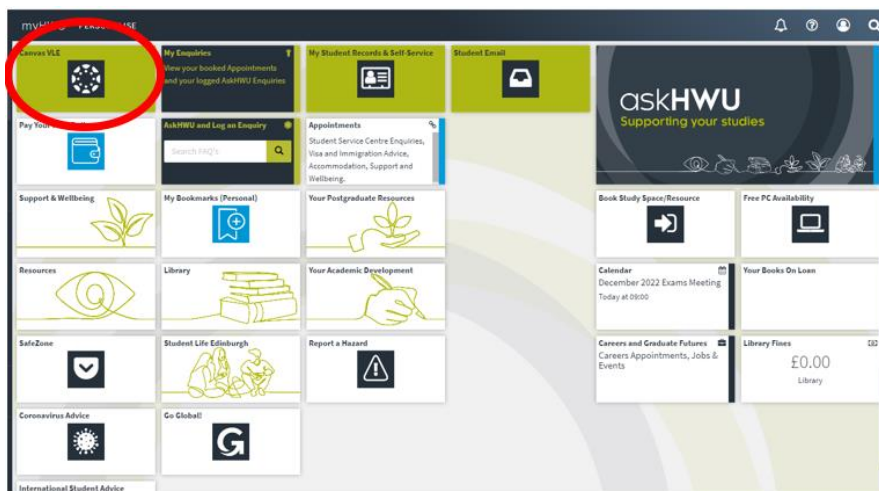 Canvas VLE
My Enquiries
View your booked Appointments
and your logged AskHWU Enquiries
My Student Records & Self-Service
Student Email
askHWU
Supporting your studies
Pay Your
AskHWU and Log an Enquiry
Search FAQ's
Appointments
Student Service Centre Enquiries,
Visa and Immigration Advice,
Accommodation, Support and
Wellbeing.
Support & Wellbeing
My Bookmarks (Personal)
Your Postgraduate Resources
Book Study Space/Resource
Free PC Availability
Resources
Library
Your Academic Development
Calendar
December 2022 Exams Meeting
Today at 09:00
Your Books On Loan
SafeZone
Student Life Edinburgh
Report a Hazard
Careers and Graduate Futures
Careers Appointments, Jobs &
Events
Library Fines
£0.00
Library
Coronavirus Advice
Go Global!
G
International Student Advice